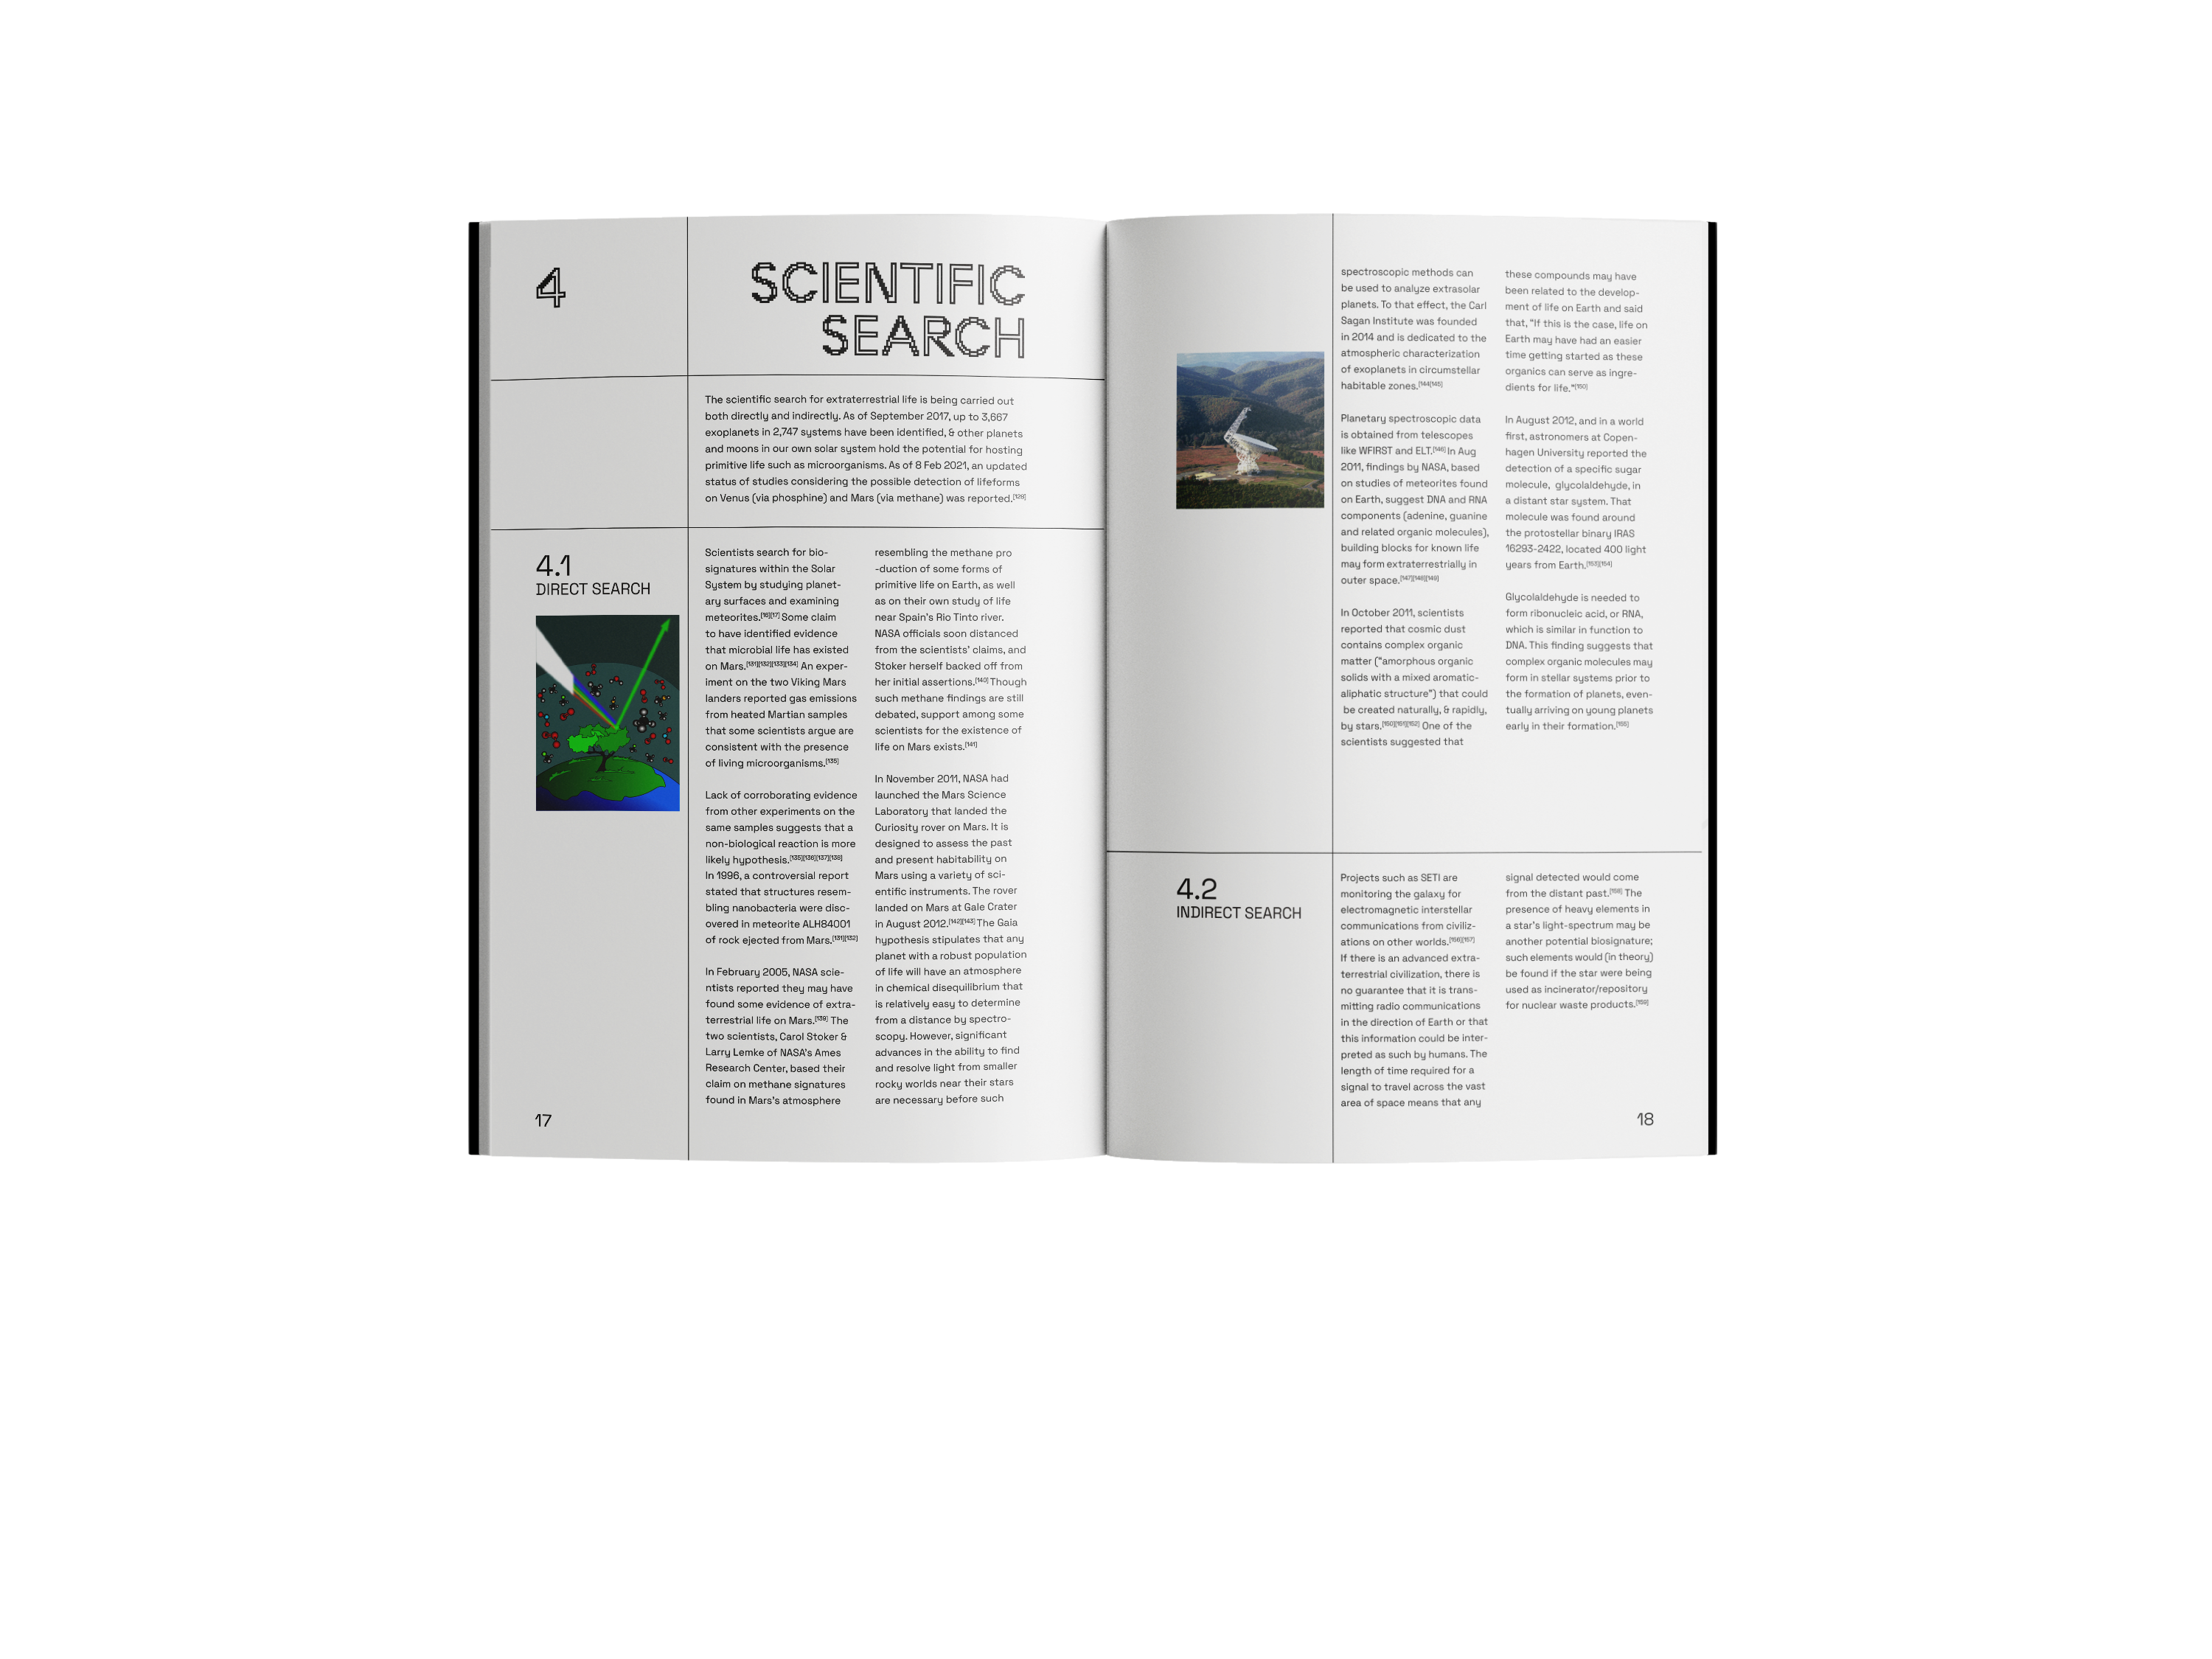 4
SCIENTIFIC
SEARCH
The scientific search for extraterrestrial life is being carried out
both directly and indirectly. As of September 2017, up to 3,667
exoplanets in 2,747 systems have been identified, & other planets
and moons in our own solar system hold the potential for hosting
primitive life such as microorganisms. As of 8 Feb 2021, an updated
status of studies considering the possible detection of lifeforms
on Venus (via phosphine) and Mars (via methane) was reported.[128]
4.1
DIRECT SEARCH
Scientists search for bio-
signatures within the Solar
System by studying planet-
ary surfaces and examining
meteorites.[16][17] Some claim
to have identified evidence
that microbial life has existed
on Mars.[131][132][133][134] An exper-
iment on the two Viking Mars
landers reported gas emissions
from heated Martian samples
that some scientists argue are
consistent with the presence
of living microorganisms.[135]
Lack of corroborating evidence
from other experiments on the
same samples suggests that a
non-biological reaction is more
likely hypothesis.[135][136][137][138]
In 1996, a controversial report
stated that structures resem-
bling nanobacteria were disc-
overed in meteorite ALH84001
of rock ejected from Mars.[131][132]
In February 2005, NASA scie-
ntists reported they may have
found some evidence of extra-
terrestrial life on Mars.[139] The
two scientists, Carol Stoker &
Larry Lemke of NASA's Ames
Research Center, based their
claim on methane signatures
found in Mars's atmosphere
resembling the methane pro
-duction of some forms of
primitive life on Earth, as well
as on their own study of life
near Spain's Rio Tinto river.
NASA officials soon distanced
from the scientists' claims, and
Stoker herself backed off from
her initial assertions.[140] Though
such methane findings are still
debated, support among some
scientists for the existence of
life on Mars exists.[141]
In November 2011, NASA had
launched the Mars Science
Laboratory that landed the
Curiosity rover on Mars. It is
designed to assess the past
and present habitability on
Mars using a variety of sci-
entific instruments. The rover
landed on Mars at Gale Crater
in August 2012.[142][143] The Gaia
hypothesis stipulates that any
planet with a robust population
of life will have an atmosphere
in chemical disequilibrium that
is relatively easy to determine
from a distance by spectro-
scopy. However, significant
advances in the ability to find
and resolve light from smaller
rocky worlds near their stars
are necessary before such
17
spectroscopic methods can
be used to analyze extrasolar
planets. To that effect, the Carl
Sagan Institute was founded
in 2014 and is dedicated to the
atmospheric characterization
of exoplanets in circumstellar
habitable zones.[144][145]
Planetary spectroscopic data
is obtained from telescopes
like WFIRST and ELT.[146] In Aug
2011, findings by NASA, based
on studies of meteorites found
on Earth, suggest DNA and RNA
components (adenine, guanine
and related organic molecules),
building blocks for known life
may form extraterrestrially in
outer space.[147][148][149]
In October 2011, scientists
reported that cosmic dust
contains complex organic
matter ("amorphous organic
solids with a mixed aromatic-
aliphatic structure") that could
be created naturally, & rapidly,
by stars.[150][151][152] One of the
scientists suggested that
these compounds may have
been related to the develop-
ment of life on Earth and said
that, "If this is the case, life on
Earth may have had an easier
time getting started as these
organics can serve as ingre-
dients for life."[150]
In August 2012, and in a world
first, astronomers at Copen-
hagen University reported the
detection of a specific sugar
molecule, glycolaldehyde, in
a distant star system. That
molecule was found around
the protostellar binary IRAS
16293-2422, located 400 light
years from Earth.[153][154]
Glycolaldehyde is needed to
form ribonucleic acid, or RNA,
which is similar in function to
DNA. This finding suggests that
complex organic molecules may
form in stellar systems prior to
the formation of planets, even-
tually arriving on young planets
early in their formation.[155]
4.2
INDIRECT SEARCH
Projects such as SETI are
monitoring the galaxy for
electromagnetic interstellar
communications from civiliz-
ations on other worlds.[156][157]
If there is an advanced extra-
terrestrial civilization, there is
no guarantee that it is trans-
mitting radio communications
in the direction of Earth or that
this information could be inter-
preted as such by humans. The
length of time required for a
signal to travel across the vast
area of space means that any
signal detected would come
from the distant past.[158] The
presence of heavy elements in
a star's light-spectrum may be
another potential biosignature;
such elements would (in theory)
be found if the star were being
used as incinerator/repository
for nuclear waste products.[159]
18